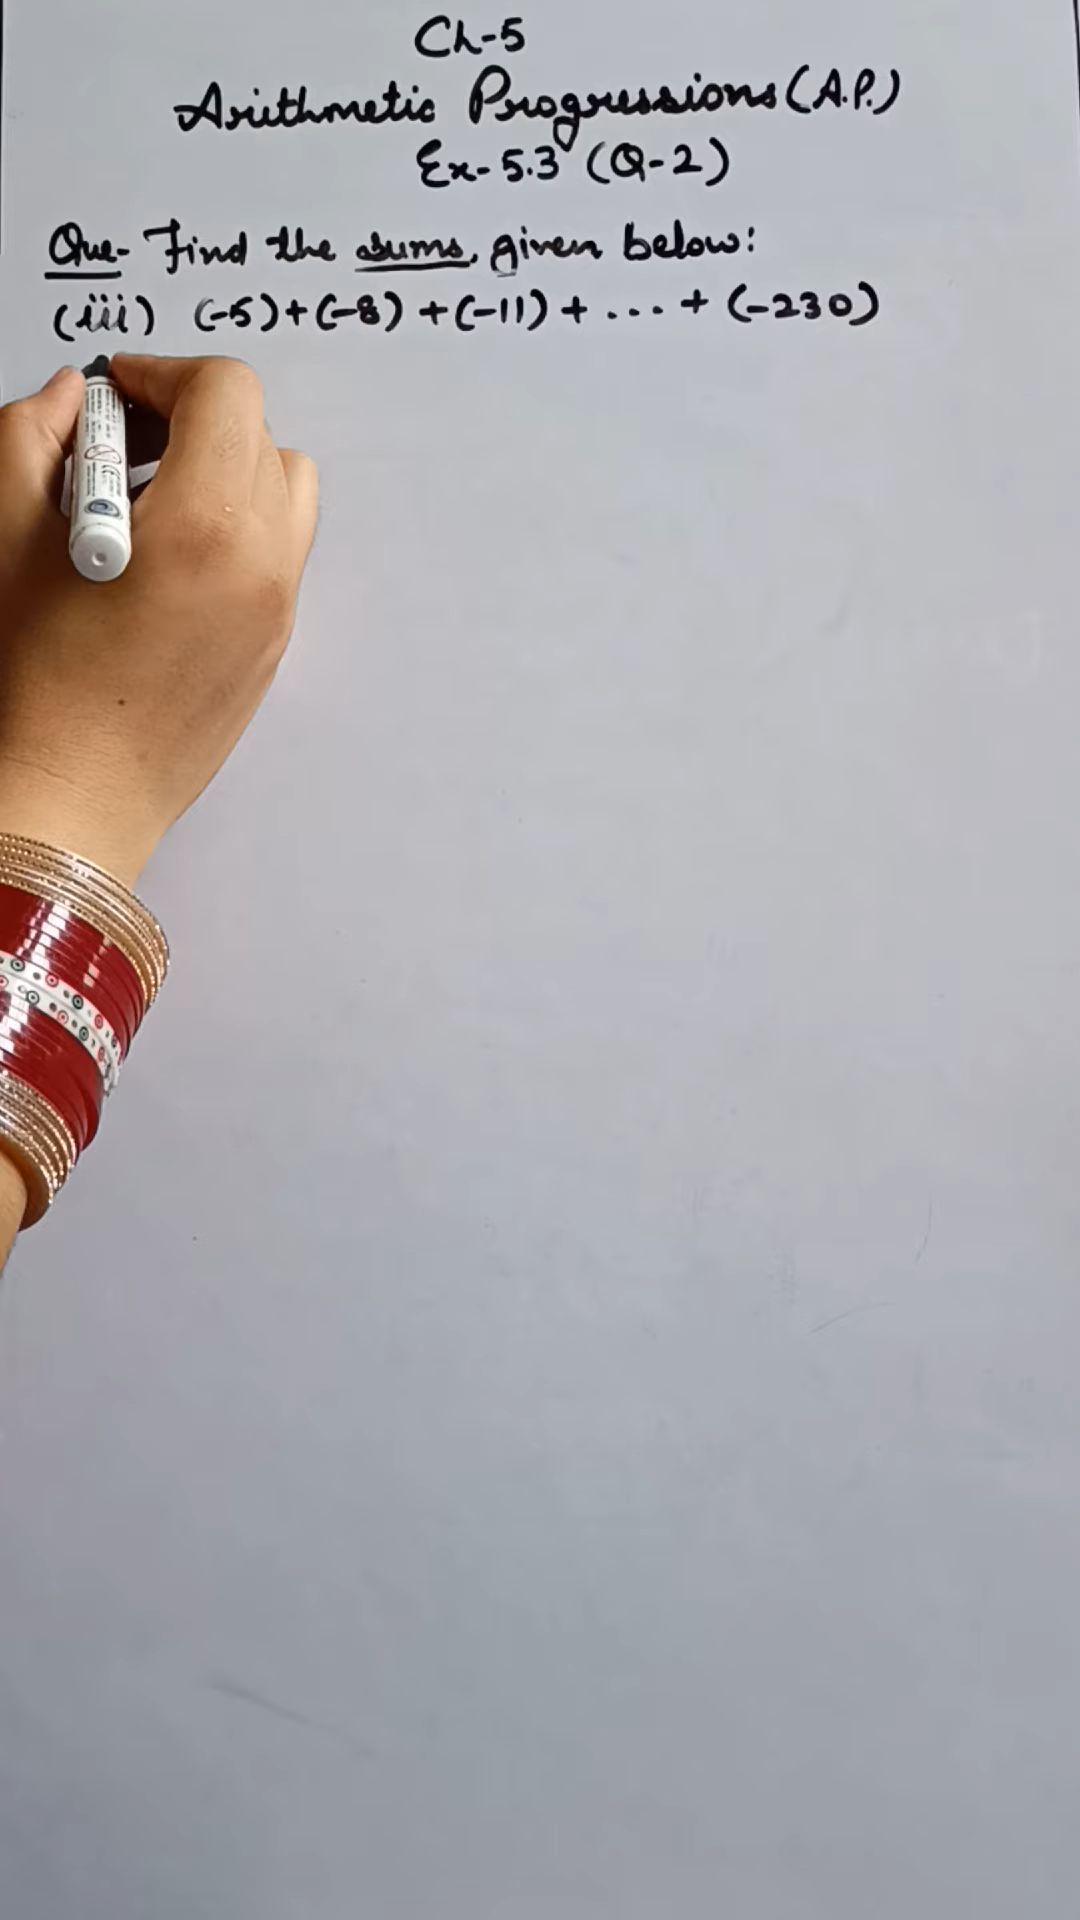 Ch-5
Arithmetic Progressions (A.P.)
Ex-5.3 (Q-2)
Que- Find the sums, given below:
(iii) (-5)+(-8)+(-11)+...+(-230)